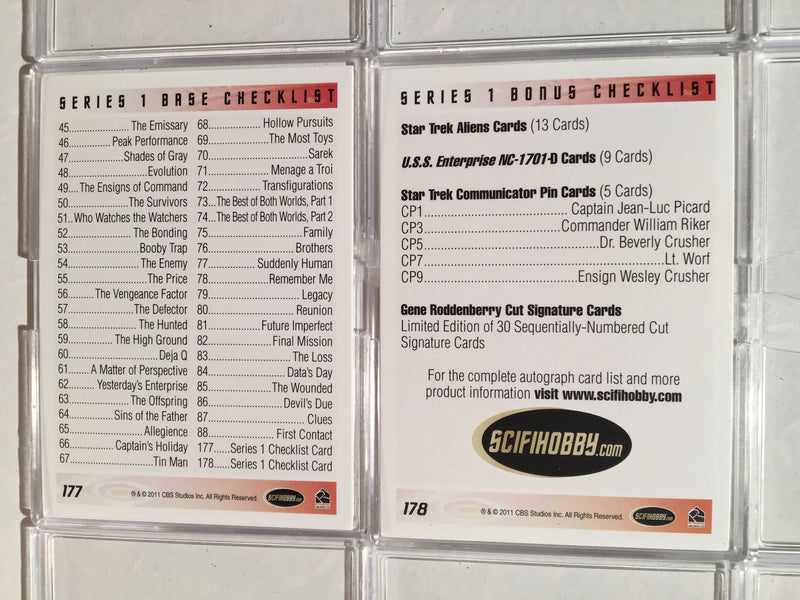 SERIES 1 BASE CHECKLIST
45...............The Emissary
46..........Peak Performance
47.............Shades of Gray
48......................Evolution
49....The Ensigns of Command
50................The Survivors
51..Who Watches the Watchers
52................The Bonding
53.................Booby Trap
54..................The Enemy
55....................The Price
56..........The Vengeance Factor
57................The Defector
58..................The Hunted
59..............The High Ground
60......................Deja Q
61........A Matter of Perspective
62.........Yesterday's Enterprise
63.................The Offspring
64............Sins of the Father
65....................Allegience
66.............Captain's Holiday
67.......................Tin Man
68...............Hollow Pursuits
69................The Most Toys
70........................Sarek
71................Menage a Troi
72..............Transfigurations
73....The Best of Both Worlds, Part 1
74....The Best of Both Worlds, Part 2
75.......................Family
76.....................Brothers
77..............Suddenly Human
78.................Remember Me
79.......................Legacy
80......................Reunion
81..............Future Imperfect
82................Final Mission
83.....................The Loss
84...................Data's Day
85.................The Wounded
86..................Devil's Due
87........................Clues
88................First Contact
177......Series 1 Checklist Card
178......Series 1 Checklist Card
177
® & © 2011 CBS Studios Inc. All Rights Reserved.
SCIFIHOBBY.com
SERIES 1 BONUS CHECKLIST
Star Trek Aliens Cards (13 Cards)
U.S.S. Enterprise NC-1701-D Cards (9 Cards)
Star Trek Communicator Pin Cards (5 Cards)
CP1.............................. Captain Jean-Luc Picard
CP3..............................Commander William Riker
CP5.................................Dr. Beverly Crusher
CP7............................................Lt. Worf
CP9...............................Ensign Wesley Crusher
Gene Roddenberry Cut Signature Cards
Limited Edition of 30 Sequentially-Numbered Cut
Signature Cards
For the complete autograph card list and more
product information visit www.scifihobby.com
SCIFIHOBBY.com
178
® & © 2011 CBS Studios Inc. All Rights Reserved.
SCIFIHOBBY.com